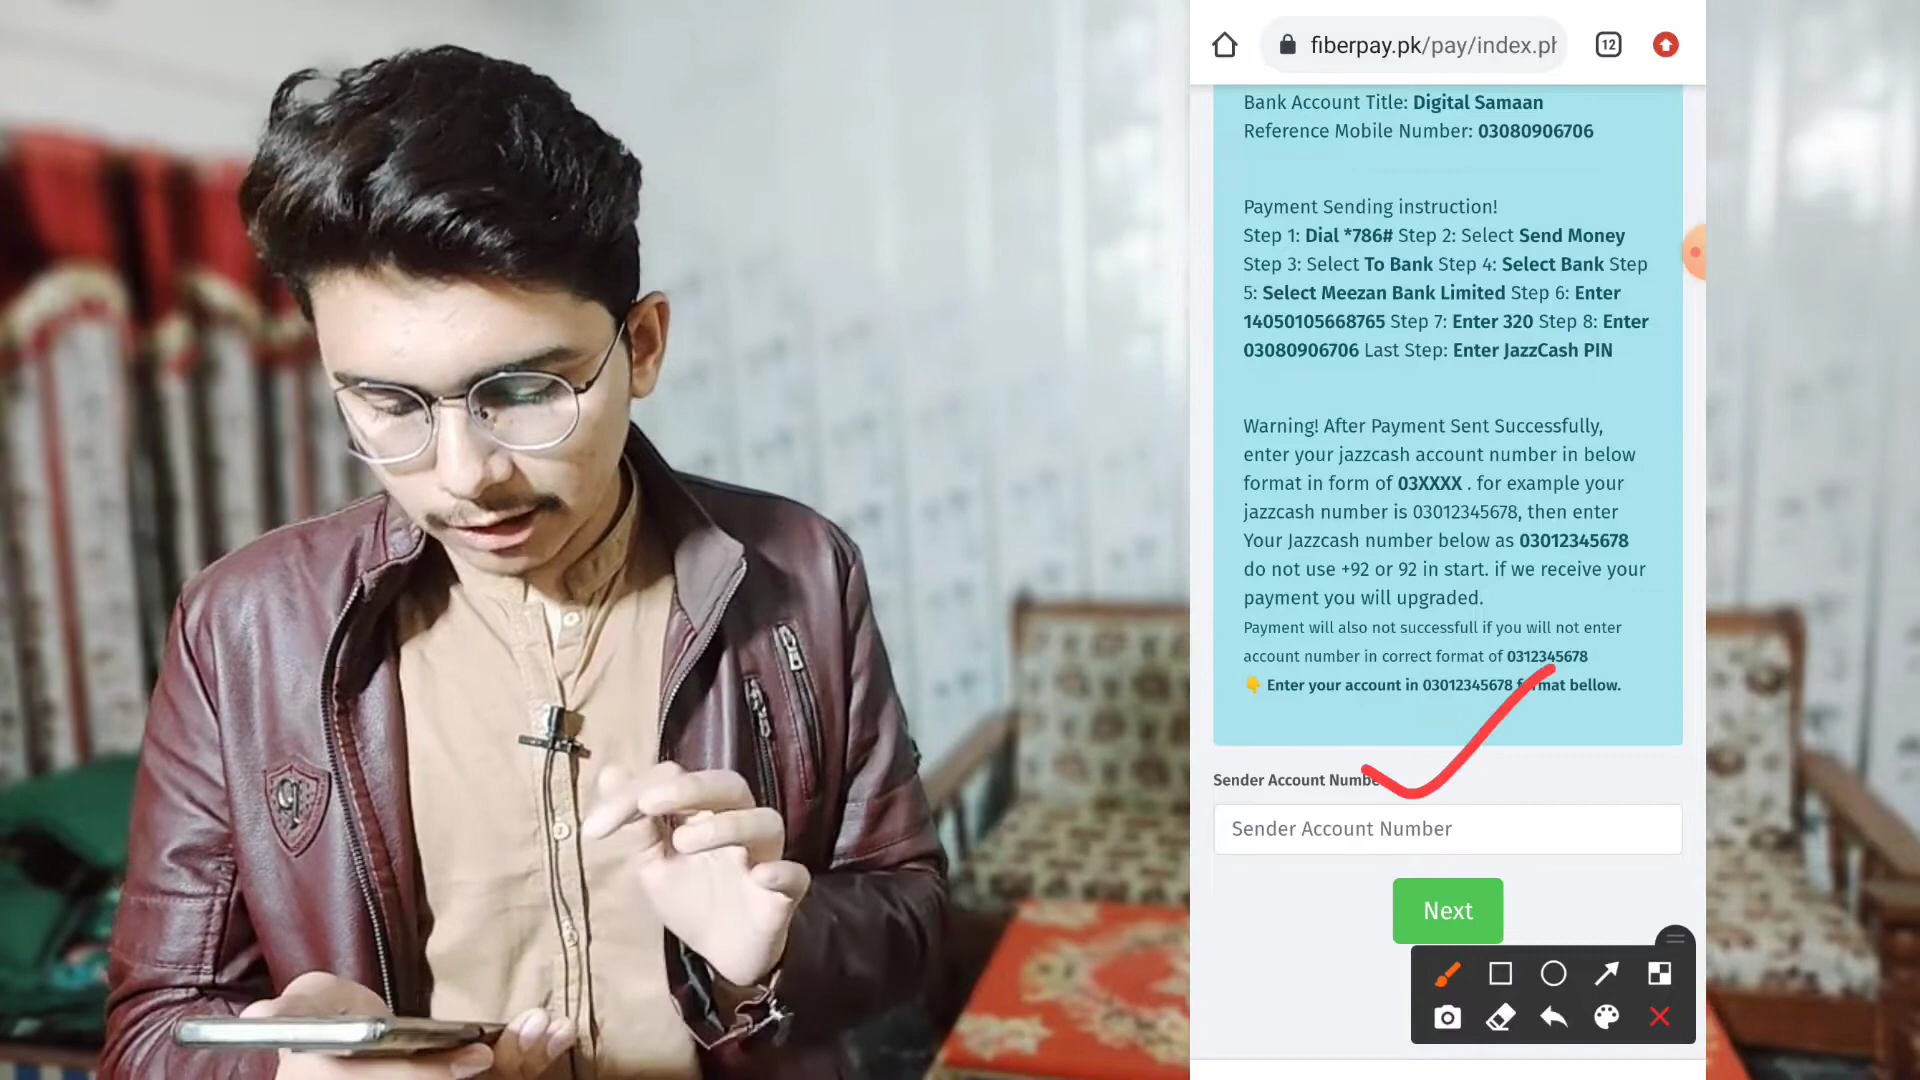 fiberpay.pk/pay/index.ph
12
Bank Account Title: Digital Samaan
Reference Mobile Number: 03080906706
Payment Sending instruction!
Step 1: Dial *786# Step 2: Select Send Money
Step 3: Select To Bank Step 4: Select Bank Step
5: Select Meezan Bank Limited Step 6: Enter
14050105668765 Step 7: Enter 320 Step 8: Enter
03080906706 Last Step: Enter JazzCash PIN
Warning! After Payment Sent Successfully,
enter your jazzcash account number in below
format in form of 03XXXX . for example your
jazzcash number is 03012345678, then enter
Your Jazzcash number below as 03012345678
do not use +92 or 92 in start. if we receive your
payment you will upgraded.
Payment will also not successfull if you will not enter
account number in correct format of 0312345678
👇 Enter your account in 03012345678 format bellow.
Sender Account Number
Sender Account Number
Next